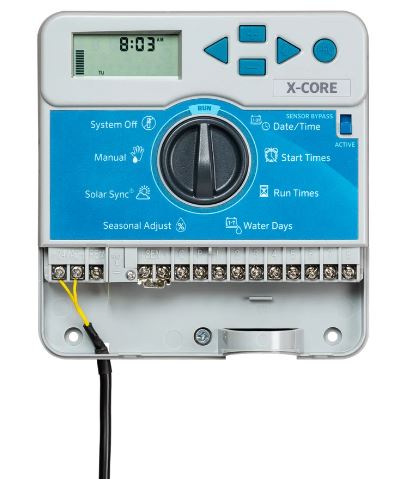 8:03 AM
TU
X-CORE
RUN
SENSOR BYPASS
ACTIVE
System Off
Date/Time
Manual
Start Times
Solar Sync®
Run Times
Seasonal Adjust
Water Days